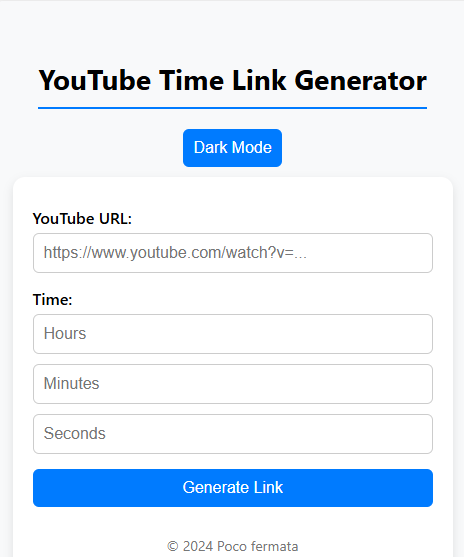 YouTube Time Link Generator
Dark Mode
YouTube URL:
https://www.youtube.com/watch?v=...
Time:
Hours
Minutes
Seconds
Generate Link
© 2024 Poco fermata